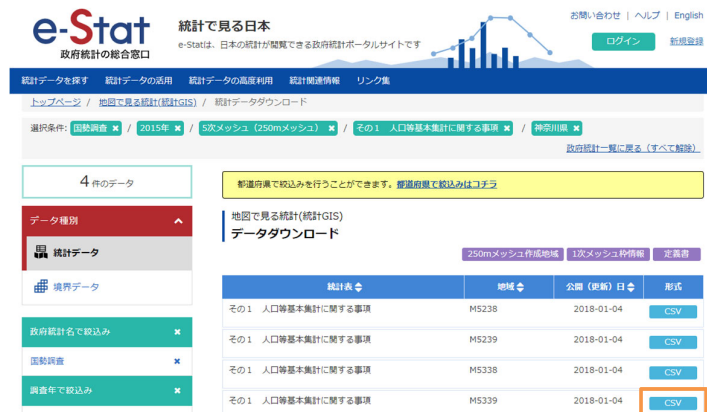 e-Stat
政府統計の総合窓口
統計で見る日本
e-Statは、日本の統計が閲覧できる政府統計ポータルサイトです
お問い合わせ | ヘルプ | English
ログイン
新規登録
統計データを探す 統計データの活用 統計データの高度利用 統計関連情報 リンク集
トップページ / 地図で見る統計(統計GIS) / 統計データダウンロード
選択条件: 国勢調査 × / 2015年 × / 5次メッシュ（250mメッシュ） × / その1 人口等基本集計に関する事項 × / 神奈川県 ×
政府統計一覧に戻る（すべて解除）
4 件のデータ
都道府県で絞込みを行うことができます。都道府県で絞込みはコチラ
データ種別
統計データ
境界データ
政府統計名で絞込み ×
国勢調査 ×
調査年で絞込み ×
地図で見る統計(統計GIS)
データダウンロード
250mメッシュ作成地域 1次メッシュ枠情報 定義書
統計表 地域 公開（更新）日 形式
その1 人口等基本集計に関する事項 M5238 2018-01-04 CSV
その1 人口等基本集計に関する事項 M5239 2018-01-04 CSV
その1 人口等基本集計に関する事項 M5338 2018-01-04 CSV
その1 人口等基本集計に関する事項 M5339 2018-01-04 CSV